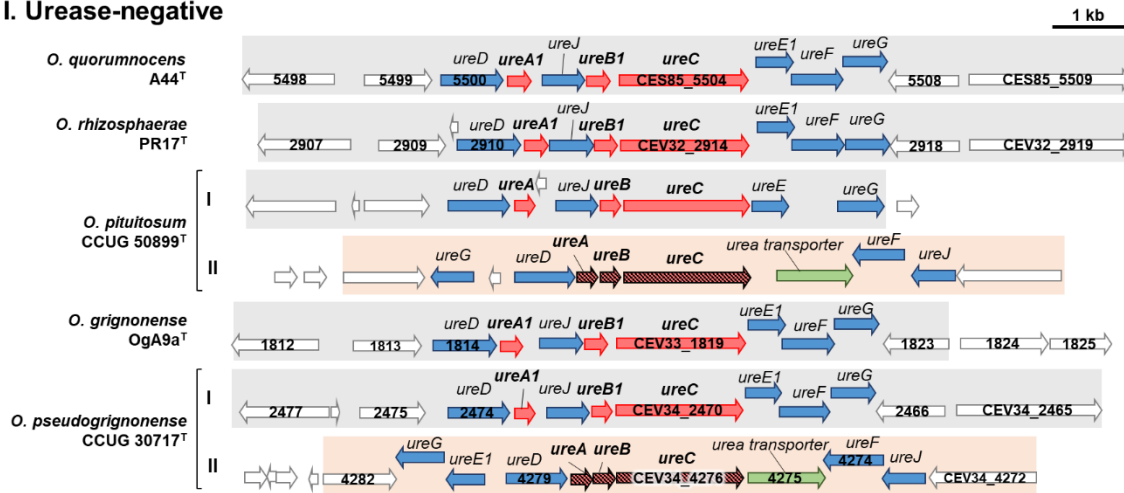 I. Urease-negative
1 kb
O. quorumnocens
A44T
ureD ureA1 ureJ ureB1 ureC ureE1 ureF ureG
5498 5499 5500 CES85_5504 5508 CES85_5509
O. rhizosphaerae
PR17T
ureD ureA1 ureJ ureB1 ureC ureE1 ureF ureG
2907 2909 2910 CEV32_2914 2918 CEV32_2919
O. pituitosum
CCUG 50899T
I
ureD ureA ureJ ureB ureC ureE ureG
II
ureG ureD ureA ureB ureC urea transporter ureF ureJ
O. grignonense
OgA9aT
ureD ureA1 ureJ ureB1 ureC ureE1 ureF ureG
1812 1813 1814 CEV33_1819 1823 1824 1825
O. pseudogrignonense
CCUG 30717T
I
ureD ureA1 ureJ ureB1 ureC ureE1 ureF ureG
2477 2475 2474 CEV34_2470 2466 CEV34_2465
II
ureG ureE1 ureD ureA ureB ureC urea transporter ureF ureJ
4282 4279 CEV34_4276 4275 4274 CEV34_4272